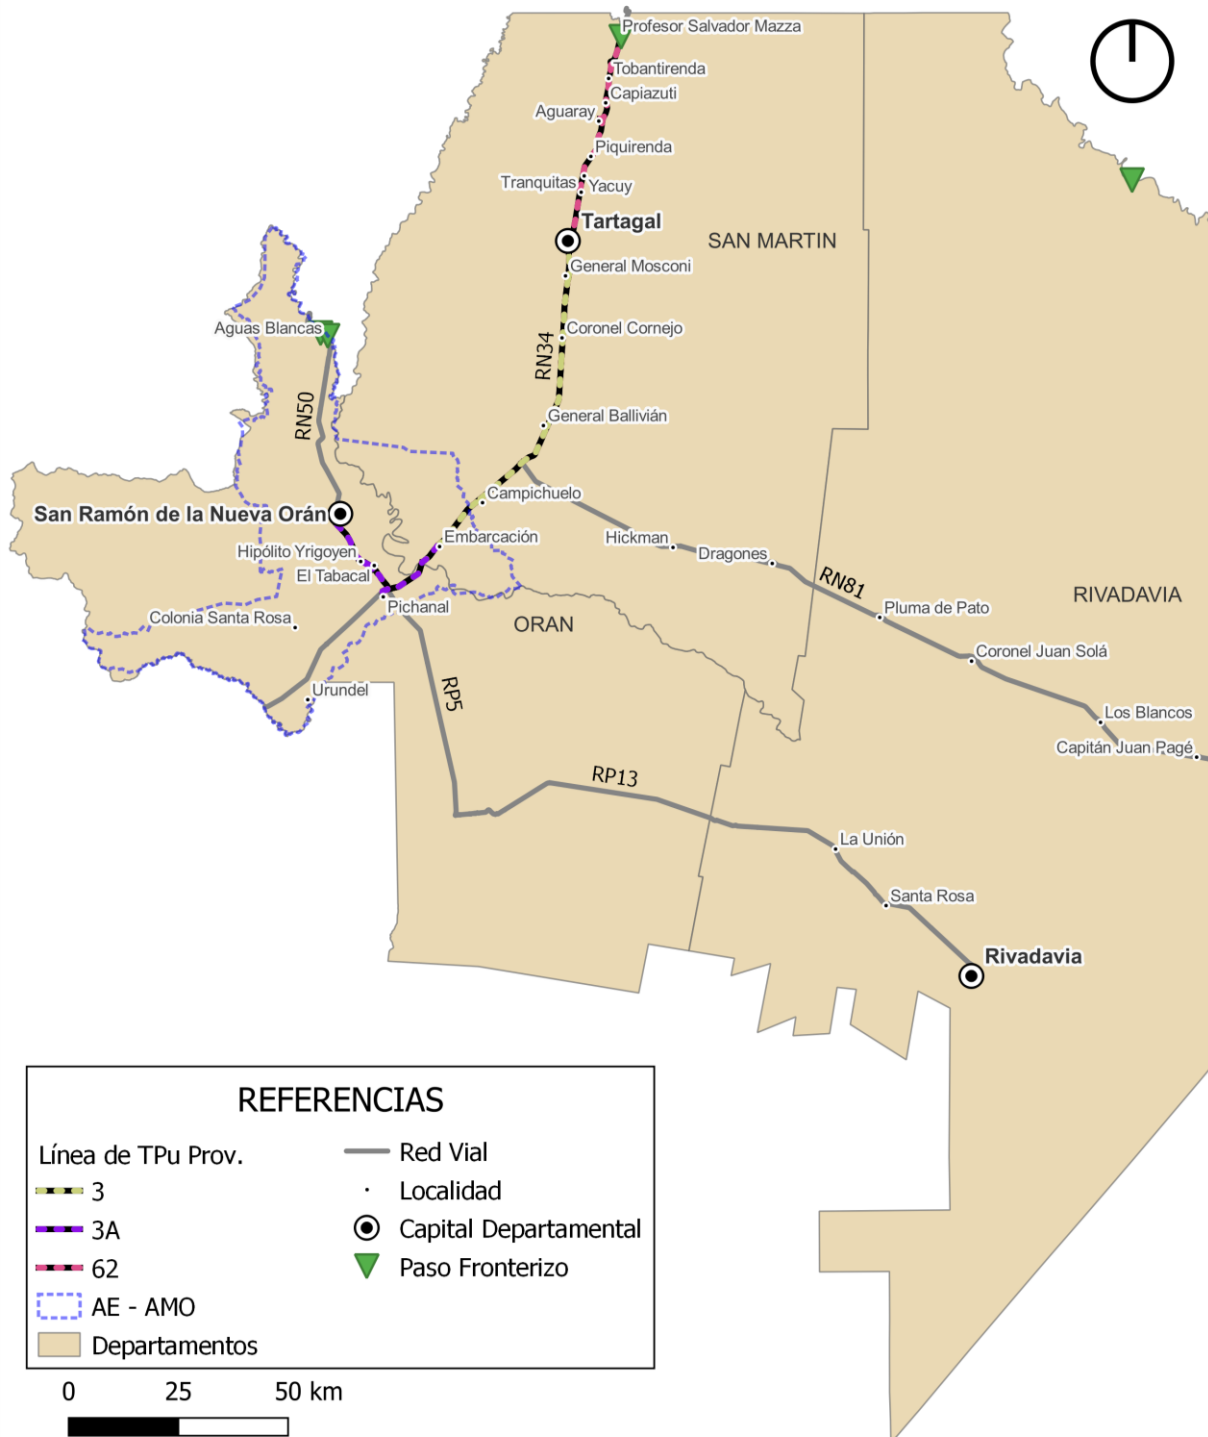 Profesor Salvador Mazza
Tobantirenda
Capiazuti
Aguaray
Piquirenda
Tranquitas
Yacuy
Tartagal
SAN MARTIN
General Mosconi
Aguas Blancas
Coronel Cornejo
RN34
RN50
General Ballivián
Campichuelo
San Ramón de la Nueva Orán
Embarcación
Hickman
Hipólito Yrigoyen
Dragones
El Tabacal
RN81
RIVADAVIA
Pichanal
Pluma de Pato
Colonia Santa Rosa
ORAN
Coronel Juan Solá
Urundel
RP5
Los Blancos
Capitán Juan Pagé
RP13
La Unión
Santa Rosa
Rivadavia
REFERENCIAS
Línea de TPu Prov.
3
3A
62
AE - AMO
Departamentos
Red Vial
Localidad
Capital Departamental
Paso Fronterizo
0 25 50 km